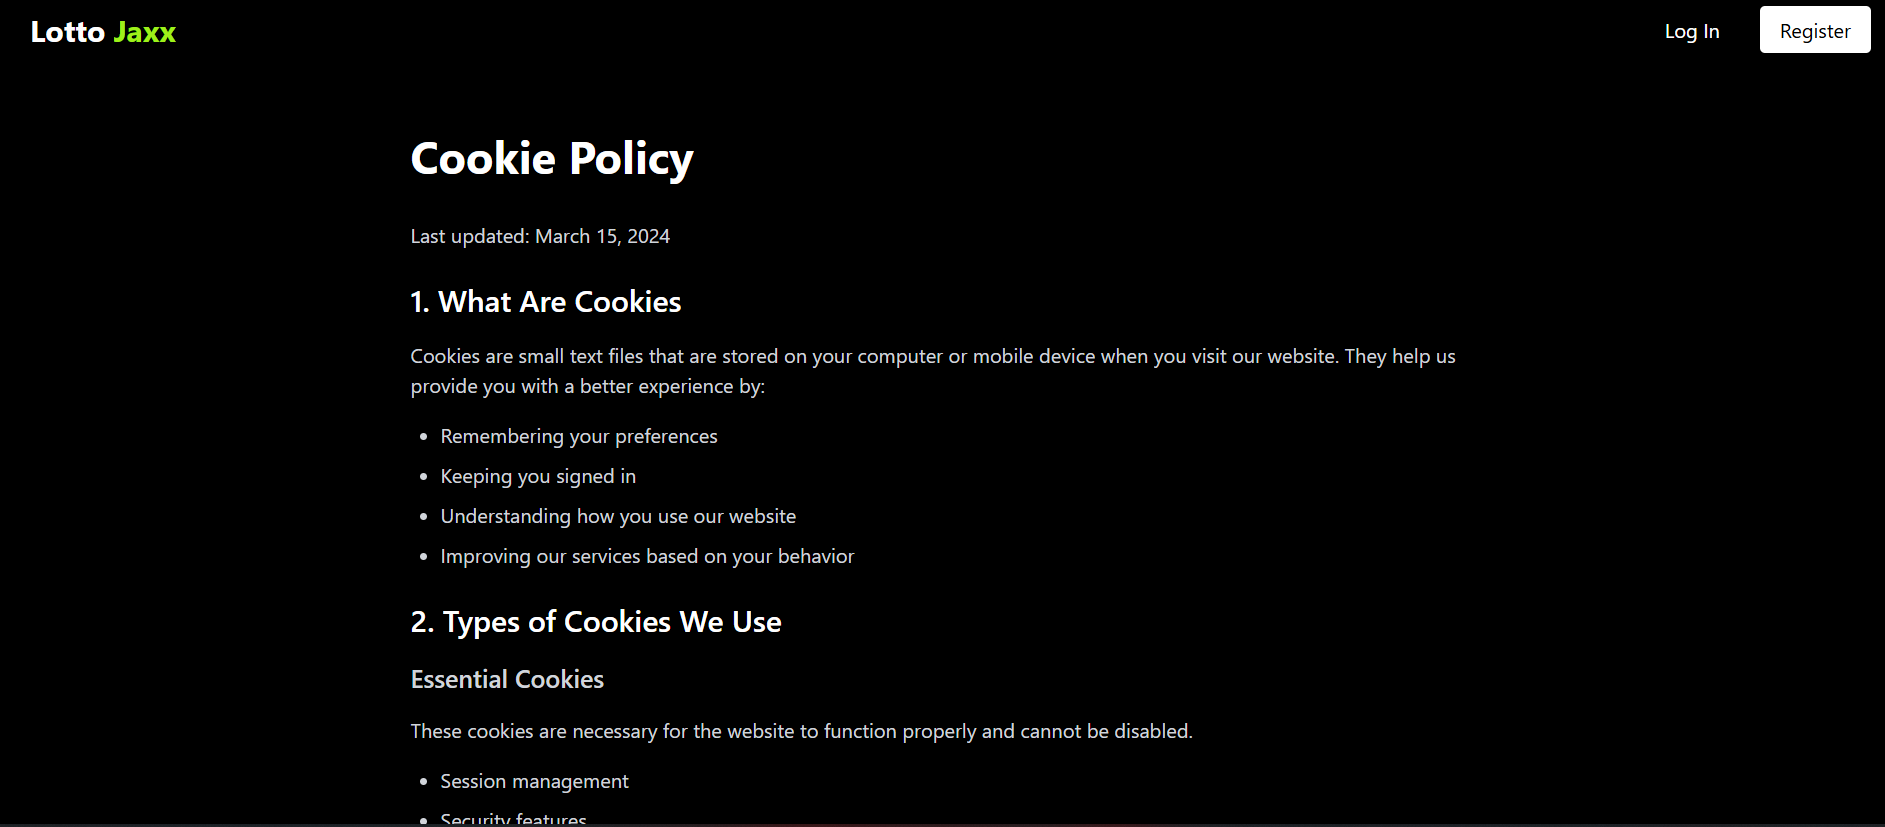 Lotto Jaxx
Log In
Register
Cookie Policy
Last updated: March 15, 2024
1. What Are Cookies
Cookies are small text files that are stored on your computer or mobile device when you visit our website. They help us
provide you with a better experience by:
• Remembering your preferences
• Keeping you signed in
• Understanding how you use our website
• Improving our services based on your behavior
2. Types of Cookies We Use
Essential Cookies
These cookies are necessary for the website to function properly and cannot be disabled.
• Session management
• Security features